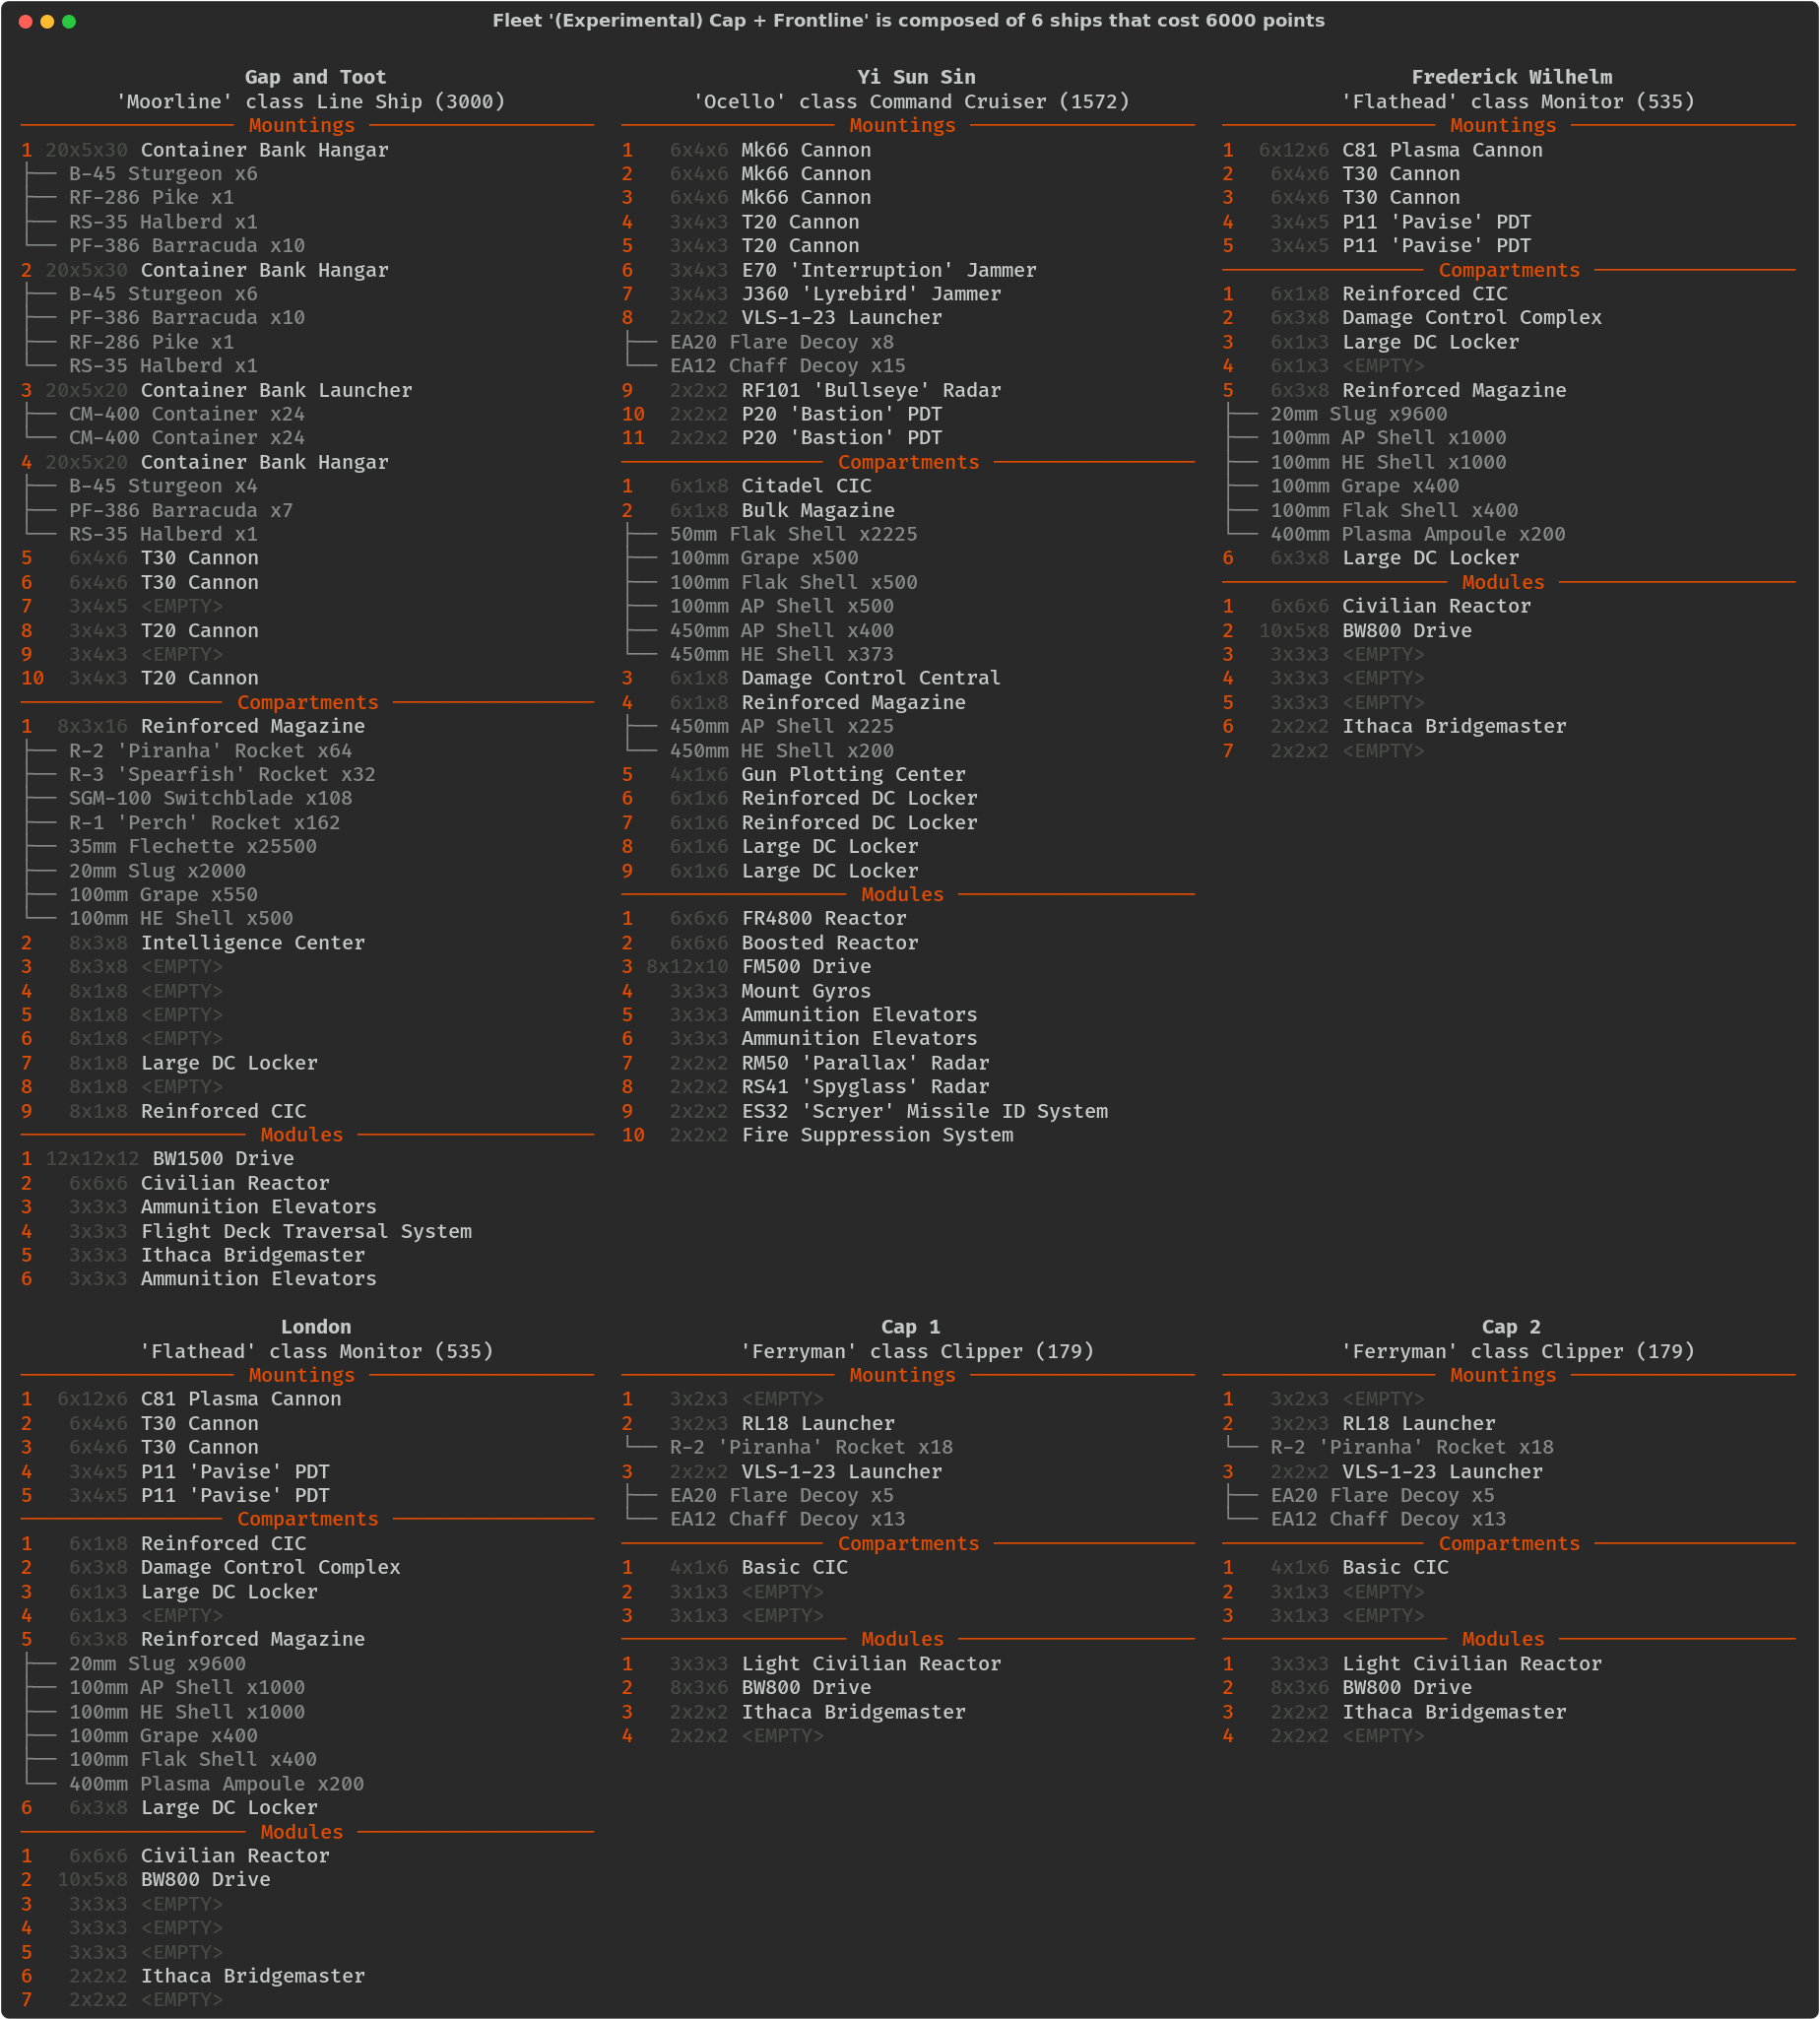 Fleet '(Experimental) Cap + Frontline' is composed of 6 ships that cost 6000 points
Gap and Toot
'Moorline' class Line Ship (3000)
Mountings
1 20x5x30 Container Bank Hangar
B-45 Sturgeon x6
RF-286 Pike x1
RS-35 Halberd x1
PF-386 Barracuda x10
2 20x5x30 Container Bank Hangar
B-45 Sturgeon x6
PF-386 Barracuda x10
RF-286 Pike x1
RS-35 Halberd x1
3 20x5x20 Container Bank Launcher
CM-400 Container x24
CM-400 Container x24
4 20x5x20 Container Bank Hangar
B-45 Sturgeon x4
PF-386 Barracuda x7
RS-35 Halberd x1
5 6x4x6 T30 Cannon
6 6x4x6 T30 Cannon
7 3x4x5 <EMPTY>
8 3x4x3 T20 Cannon
9 3x4x3 <EMPTY>
10 3x4x3 T20 Cannon
Compartments
1 8x3x16 Reinforced Magazine
R-2 'Piranha' Rocket x64
R-3 'Spearfish' Rocket x32
SGM-100 Switchblade x108
R-1 'Perch' Rocket x162
35mm Flechette x25500
20mm Slug x2000
100mm Grape x550
100mm HE Shell x500
2 8x3x8 Intelligence Center
3 8x3x8 <EMPTY>
4 8x1x8 <EMPTY>
5 8x1x8 <EMPTY>
6 8x1x8 <EMPTY>
7 8x1x8 Large DC Locker
8 8x1x8 <EMPTY>
9 8x1x8 Reinforced CIC
Modules
1 12x12x12 BW1500 Drive
2 6x6x6 Civilian Reactor
3 3x3x3 Ammunition Elevators
4 3x3x3 Flight Deck Traversal System
5 3x3x3 Ithaca Bridgemaster
6 3x3x3 Ammunition Elevators
Yi Sun Sin
'Ocello' class Command Cruiser (1572)
Mountings
1 6x4x6 Mk66 Cannon
2 6x4x6 Mk66 Cannon
3 6x4x6 Mk66 Cannon
4 3x4x3 T20 Cannon
5 3x4x3 T20 Cannon
6 3x4x3 E70 'Interruption' Jammer
7 3x4x3 J360 'Lyrebird' Jammer
8 2x2x2 VLS-1-23 Launcher
EA20 Flare Decoy x8
EA12 Chaff Decoy x15
9 2x2x2 RF101 'Bullseye' Radar
10 2x2x2 P20 'Bastion' PDT
11 2x2x2 P20 'Bastion' PDT
Compartments
1 6x1x8 Citadel CIC
2 6x1x8 Bulk Magazine
50mm Flak Shell x2225
100mm Grape x500
100mm Flak Shell x500
100mm AP Shell x500
450mm AP Shell x400
450mm HE Shell x373
3 6x1x8 Damage Control Central
4 6x1x8 Reinforced Magazine
450mm AP Shell x225
450mm HE Shell x200
5 4x1x6 Gun Plotting Center
6 6x1x6 Reinforced DC Locker
7 6x1x6 Reinforced DC Locker
8 6x1x6 Large DC Locker
9 6x1x6 Large DC Locker
Modules
1 6x6x6 FR4800 Reactor
2 6x6x6 Boosted Reactor
3 8x12x10 FM500 Drive
4 3x3x3 Mount Gyros
5 3x3x3 Ammunition Elevators
6 3x3x3 Ammunition Elevators
7 2x2x2 RM50 'Parallax' Radar
8 2x2x2 RS41 'Spyglass' Radar
9 2x2x2 ES32 'Scryer' Missile ID System
10 2x2x2 Fire Suppression System
Frederick Wilhelm
'Flathead' class Monitor (535)
Mountings
1 6x12x6 C81 Plasma Cannon
2 6x4x6 T30 Cannon
3 6x4x6 T30 Cannon
4 3x4x5 P11 'Pavise' PDT
5 3x4x5 P11 'Pavise' PDT
Compartments
1 6x1x8 Reinforced CIC
2 6x3x8 Damage Control Complex
3 6x1x3 Large DC Locker
4 6x1x3 <EMPTY>
5 6x3x8 Reinforced Magazine
20mm Slug x9600
100mm AP Shell x1000
100mm HE Shell x1000
100mm Grape x400
100mm Flak Shell x400
400mm Plasma Ampoule x200
6 6x3x8 Large DC Locker
Modules
1 6x6x6 Civilian Reactor
2 10x5x8 BW800 Drive
3 3x3x3 <EMPTY>
4 3x3x3 <EMPTY>
5 3x3x3 <EMPTY>
6 2x2x2 Ithaca Bridgemaster
7 2x2x2 <EMPTY>
London
'Flathead' class Monitor (535)
Mountings
1 6x12x6 C81 Plasma Cannon
2 6x4x6 T30 Cannon
3 6x4x6 T30 Cannon
4 3x4x5 P11 'Pavise' PDT
5 3x4x5 P11 'Pavise' PDT
Compartments
1 6x1x8 Reinforced CIC
2 6x3x8 Damage Control Complex
3 6x1x3 Large DC Locker
4 6x1x3 <EMPTY>
5 6x3x8 Reinforced Magazine
20mm Slug x9600
100mm AP Shell x1000
100mm HE Shell x1000
100mm Grape x400
100mm Flak Shell x400
400mm Plasma Ampoule x200
6 6x3x8 Large DC Locker
Modules
1 6x6x6 Civilian Reactor
2 10x5x8 BW800 Drive
3 3x3x3 <EMPTY>
4 3x3x3 <EMPTY>
5 3x3x3 <EMPTY>
6 2x2x2 Ithaca Bridgemaster
7 2x2x2 <EMPTY>
Cap 1
'Ferryman' class Clipper (179)
Mountings
1 3x2x3 <EMPTY>
2 3x2x3 RL18 Launcher
R-2 'Piranha' Rocket x18
3 2x2x2 VLS-1-23 Launcher
EA20 Flare Decoy x5
EA12 Chaff Decoy x13
Compartments
1 4x1x6 Basic CIC
2 3x1x3 <EMPTY>
3 3x1x3 <EMPTY>
Modules
1 3x3x3 Light Civilian Reactor
2 8x3x6 BW800 Drive
3 2x2x2 Ithaca Bridgemaster
4 2x2x2 <EMPTY>
Cap 2
'Ferryman' class Clipper (179)
Mountings
1 3x2x3 <EMPTY>
2 3x2x3 RL18 Launcher
R-2 'Piranha' Rocket x18
3 2x2x2 VLS-1-23 Launcher
EA20 Flare Decoy x5
EA12 Chaff Decoy x13
Compartments
1 4x1x6 Basic CIC
2 3x1x3 <EMPTY>
3 3x1x3 <EMPTY>
Modules
1 3x3x3 Light Civilian Reactor
2 8x3x6 BW800 Drive
3 2x2x2 Ithaca Bridgemaster
4 2x2x2 <EMPTY>